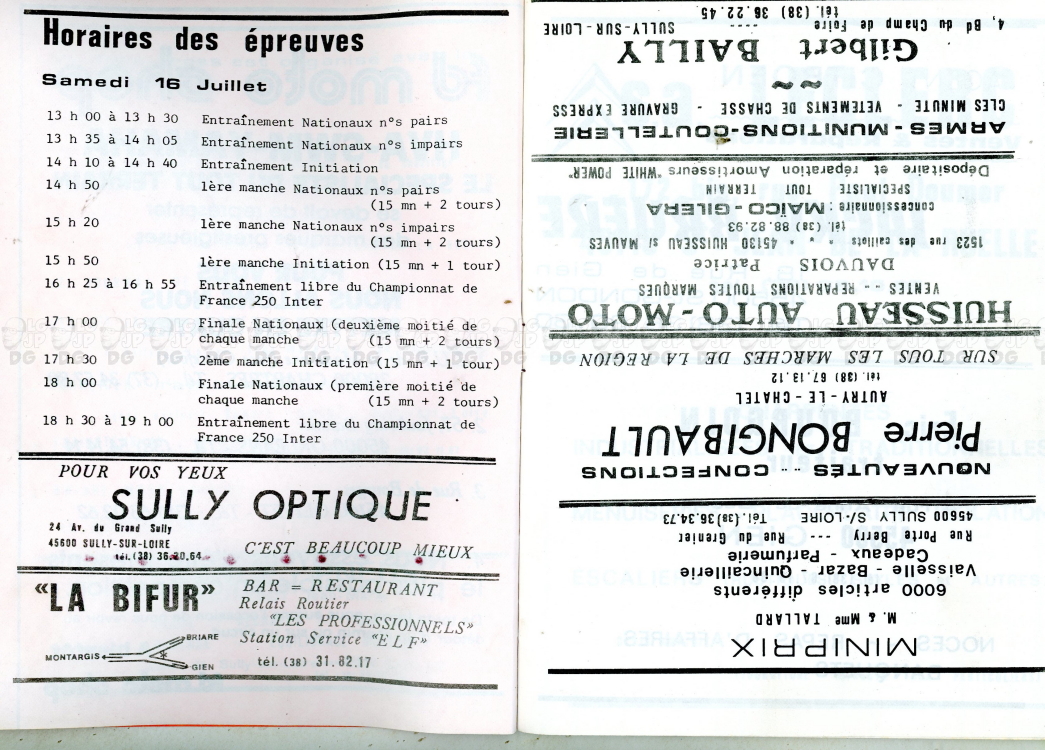 Horaires des épreuves
Samedi 16 Juillet
13 h 00 à 13 h 30 Entraînement Nationaux n°s pairs
13 h 35 à 14 h 05 Entraînement Nationaux n°s impairs
14 h 10 à 14 h 40 Entraînement Initiation
14 h 50 1ère manche Nationaux n°s pairs
(15 mn + 2 tours)
15 h 20 1ère manche Nationaux n°s impairs
(15 mn + 2 tours)
15 h 50 1ère manche Initiation (15 mn + 1 tour)
16 h 25 à 16 h 55 Entraînement libre du Championnat de
France 250 Inter
17 h 00 Finale Nationaux (deuxième moitié de
chaque manche (15 mn + 2 tours)
17 h 30 2ème manche Initiation (15 mn + 1 tour)
18 h 00 Finale Nationaux (première moitié de
chaque manche (15 mn + 2 tours)
18 h 30 à 19 h 00 Entraînement libre du Championnat de
France 250 Inter
POUR VOS YEUX
SULLY OPTIQUE
24 Av. du Grand Sully
45600 SULLY-SUR-LOIRE
tél. (38) 36.20.64
C'EST BEAUCOUP MIEUX
"LA BIFUR"
BAR = RESTAURANT
Relais Routier
"LES PROFESSIONNELS"
Station Service "ELF"
tél. (38) 31.82.17
BRIARE
MONTARGIS
GIEN
MINIPRIX
M. & Mme TALLARD
6000 articles différents
Vaisselle - Bazar - Quincaillerie
Cadeaux - Parfumerie
Rue Porte Berry --- Rue du Grenier
45600 SULLY S/-LOIRE Tél. (38) 36.34.73
NOUVEAUTÉS -- CONFECTIONS
Pierre BONGIBAULT
AUTRY - LE - CHATEL
tél. (38) 67.13.12
SUR TOUS LES MARCHES DE LA REGION
HUISSEAU AUTO - MOTO
VENTES -- REPARATIONS TOUTES MARQUES
DAUVOIS Patrice
1523 rue des caillots " " " 45130 HUISSEAU s/ MAUVES
tél. (38) 88.82.93
concessionnaire : MAÏCO - GILERA
SPECIALISTE TOUT TERRAIN
Dépositaire et réparation Amortisseurs "WHITE POWER"
ARMES - MUNITIONS - COUTELLERIE
CLES MINUTE - VETEMENTS DE CHASSE - GRAVURE EXPRESS
Gilbert BAILLY
4, Bd du Champ de Foire ---- SULLY-SUR-LOIRE
tél. (38) 36.22.45